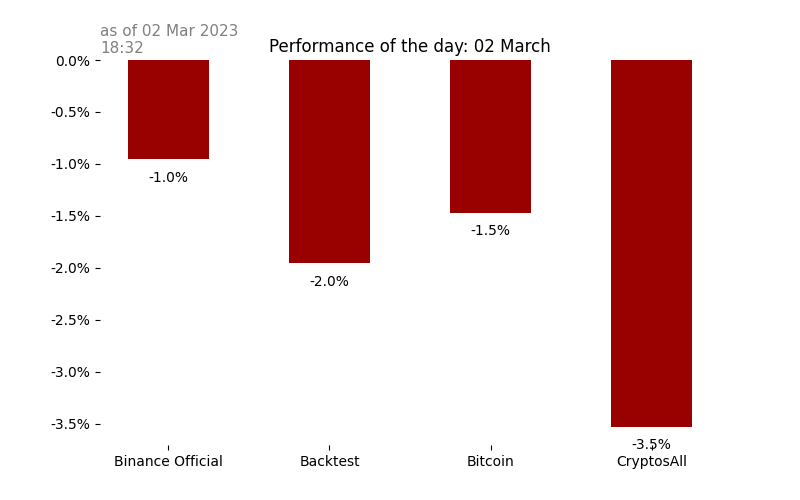 as of 02 Mar 2023
18:32
Performance of the day: 02 March
0.0%
-0.5%
-1.0%
-1.5%
-2.0%
-2.5%
-3.0%
-3.5%
-1.0%
-2.0%
-1.5%
-3.5%
Binance Official
Backtest
Bitcoin
CryptosAll